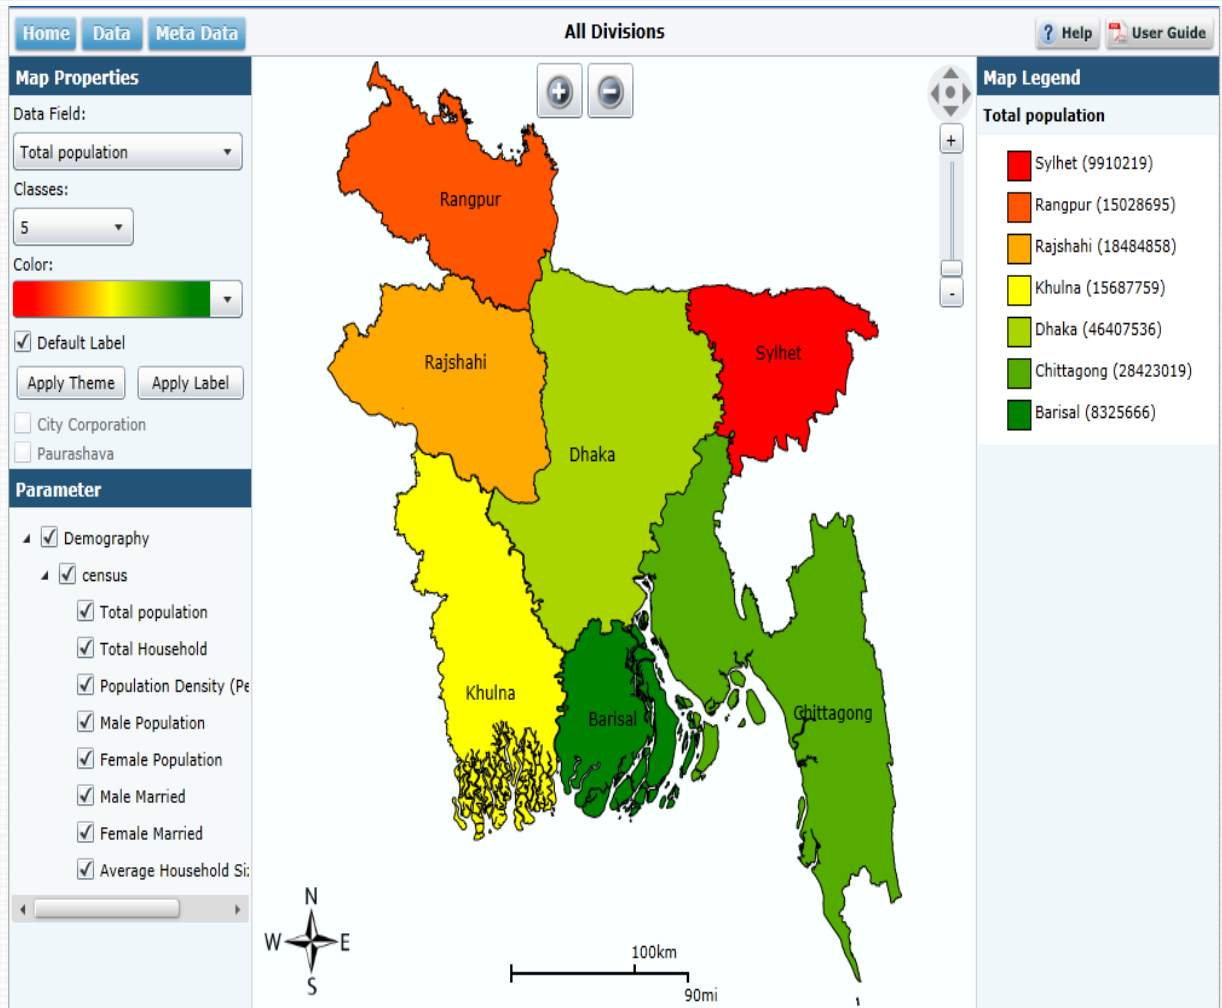 Home Data Meta Data All Divisions Help User Guide
Map Properties
Data Field:
Total population
Classes:
5
Color:
Default Label
Apply Theme Apply Label
City Corporation
Paurashava
Parameter
Demography
census
Total population
Total Household
Population Density (Pe
Male Population
Female Population
Male Married
Female Married
Average Household Si
Rangpur
Rajshahi
Sylhet
Dhaka
Khulna
Barisal
Chittagong
N
W E
S
100km
90mi
+
-
Map Legend
Total population
Sylhet (9910219)
Rangpur (15028695)
Rajshahi (18484858)
Khulna (15687759)
Dhaka (46407536)
Chittagong (28423019)
Barisal (8325666)